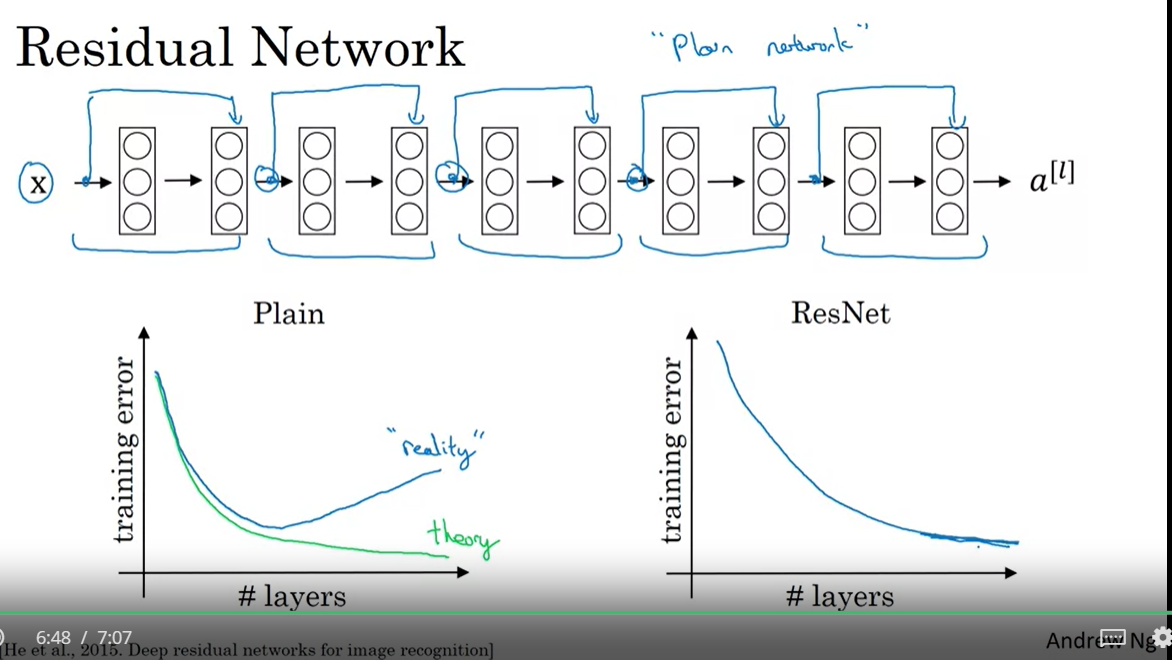 Residual Network
"Plain network"
x
a[l]
Plain
ResNet
training error
"reality"
theory
# layers
training error
# layers
6:48 / 7:07
[He et al., 2015. Deep residual networks for image recognition]
Andrew Ng